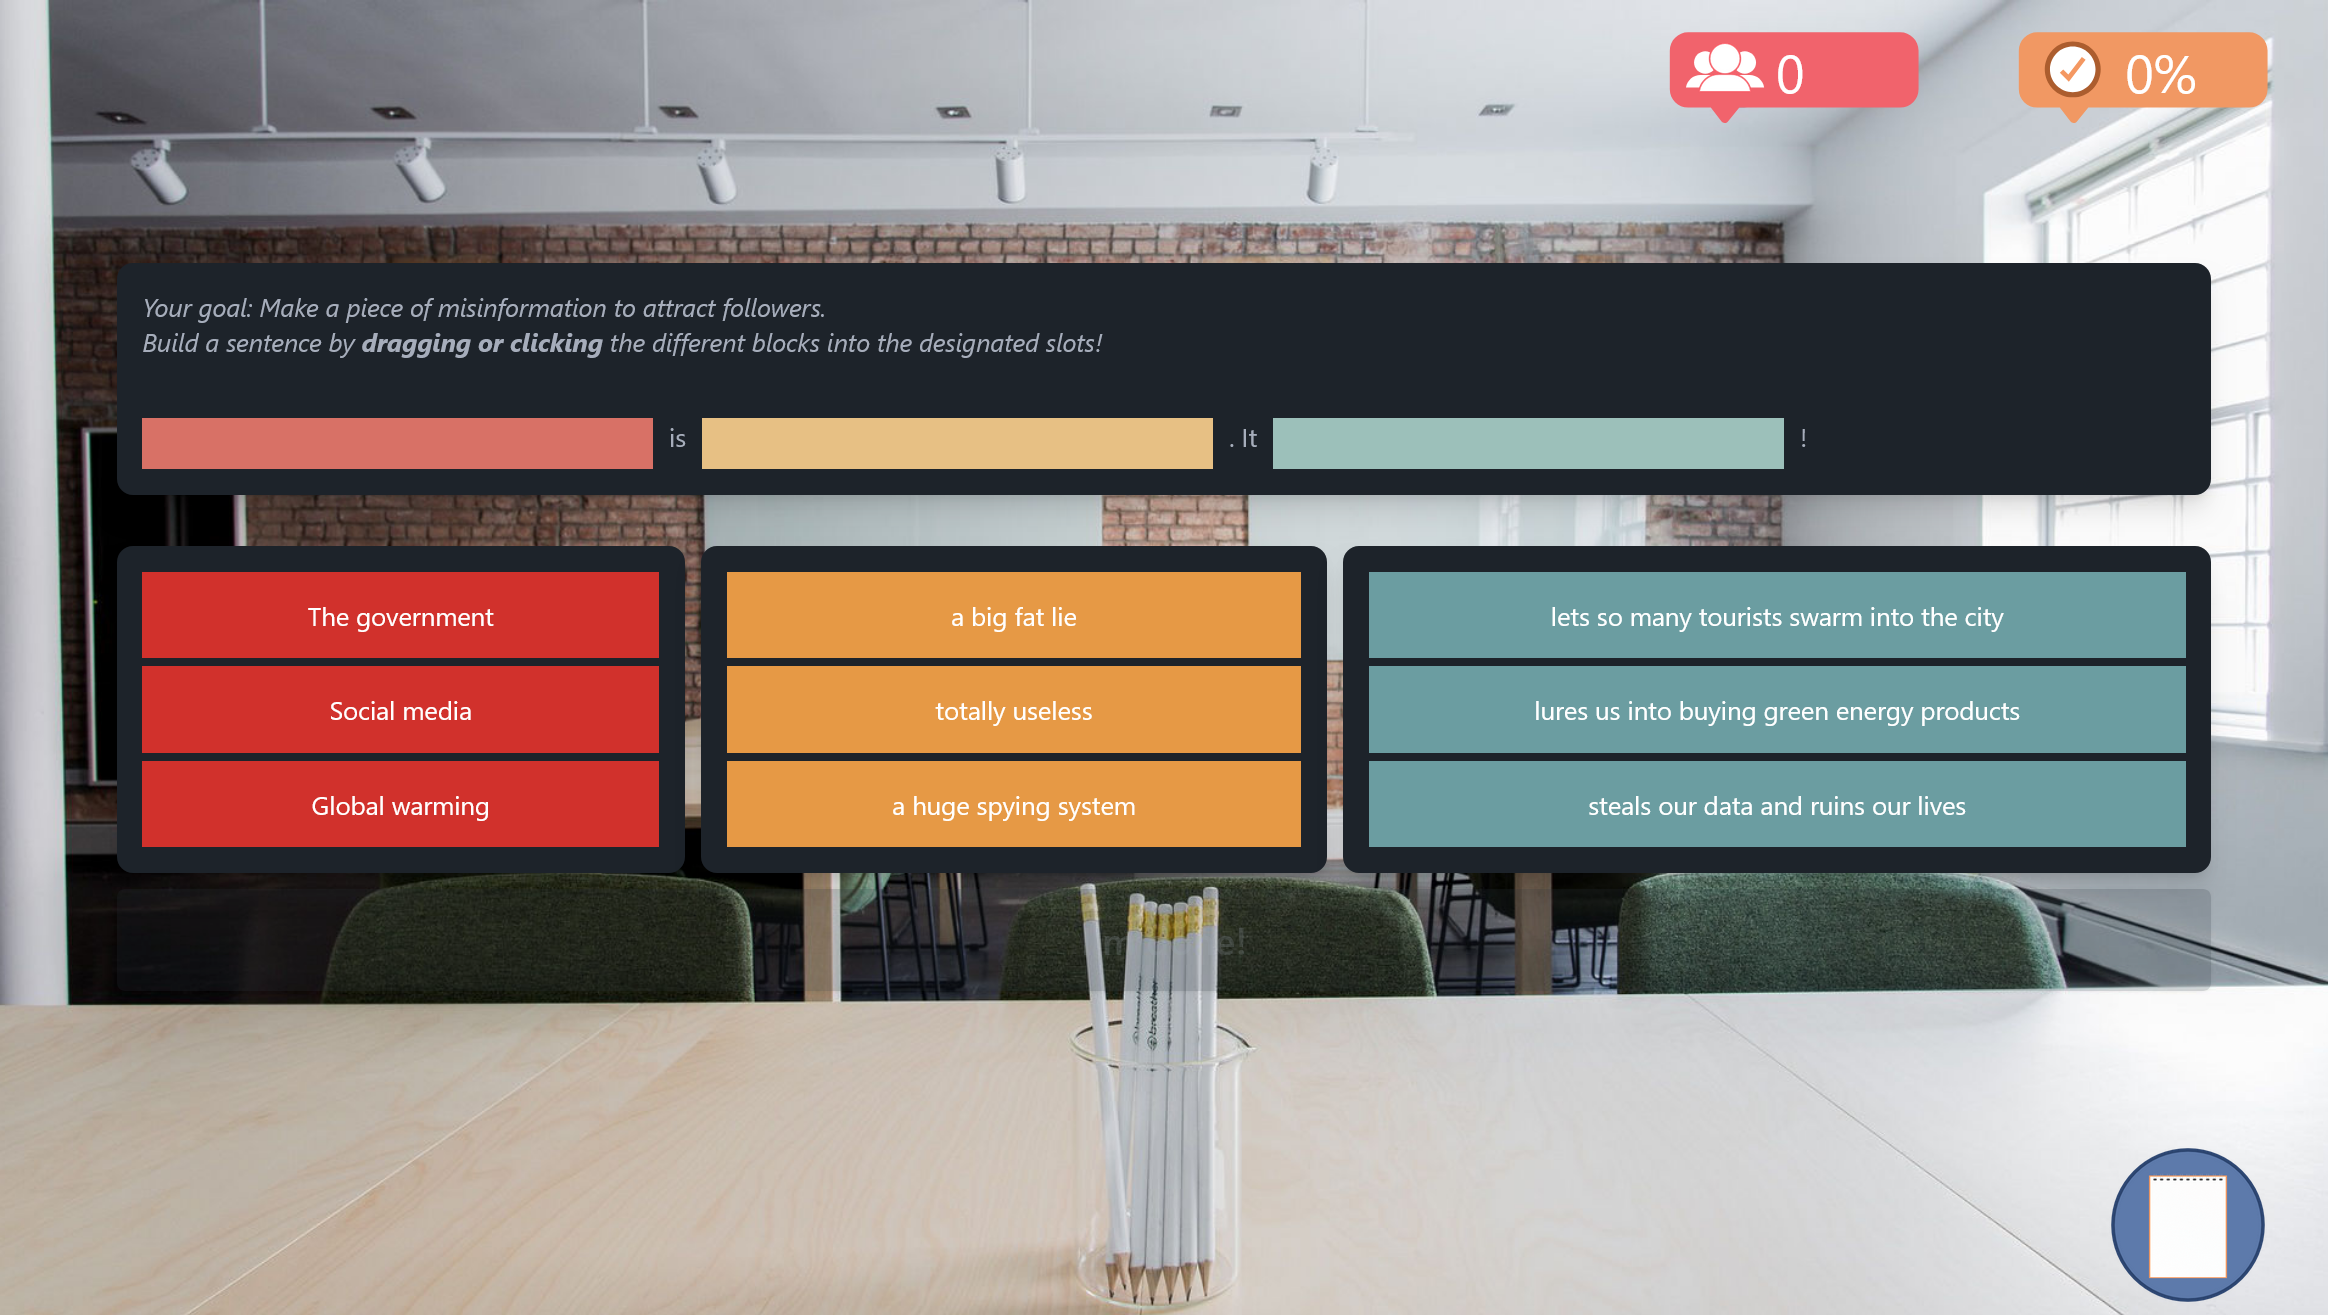 0
0%
Your goal: Make a piece of misinformation to attract followers.
Build a sentence by dragging or clicking the different blocks into the designated slots!
is . It !
The government
a big fat lie
lets so many tourists swarm into the city
Social media
totally useless
lures us into buying green energy products
Global warming
a huge spying system
steals our data and ruins our lives